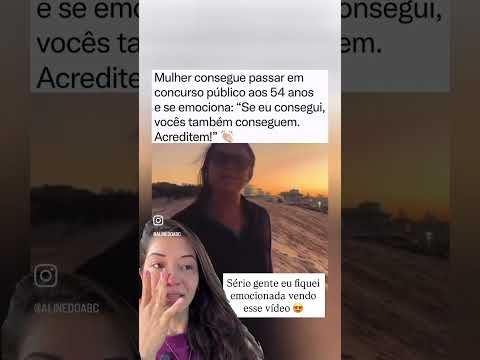 e se emociona: “Se eu consegui,
vocês também conseguem.
Acreditem!”
Mulher consegue passar em
concurso público aos 54 anos
e se emociona: “Se eu consegui,
vocês também conseguem.
Acreditem!” 👏🏻
@ALINEDOABC
Sério gente eu fiquei
emocionada vendo
esse vídeo 😍
@ALINEDOABC